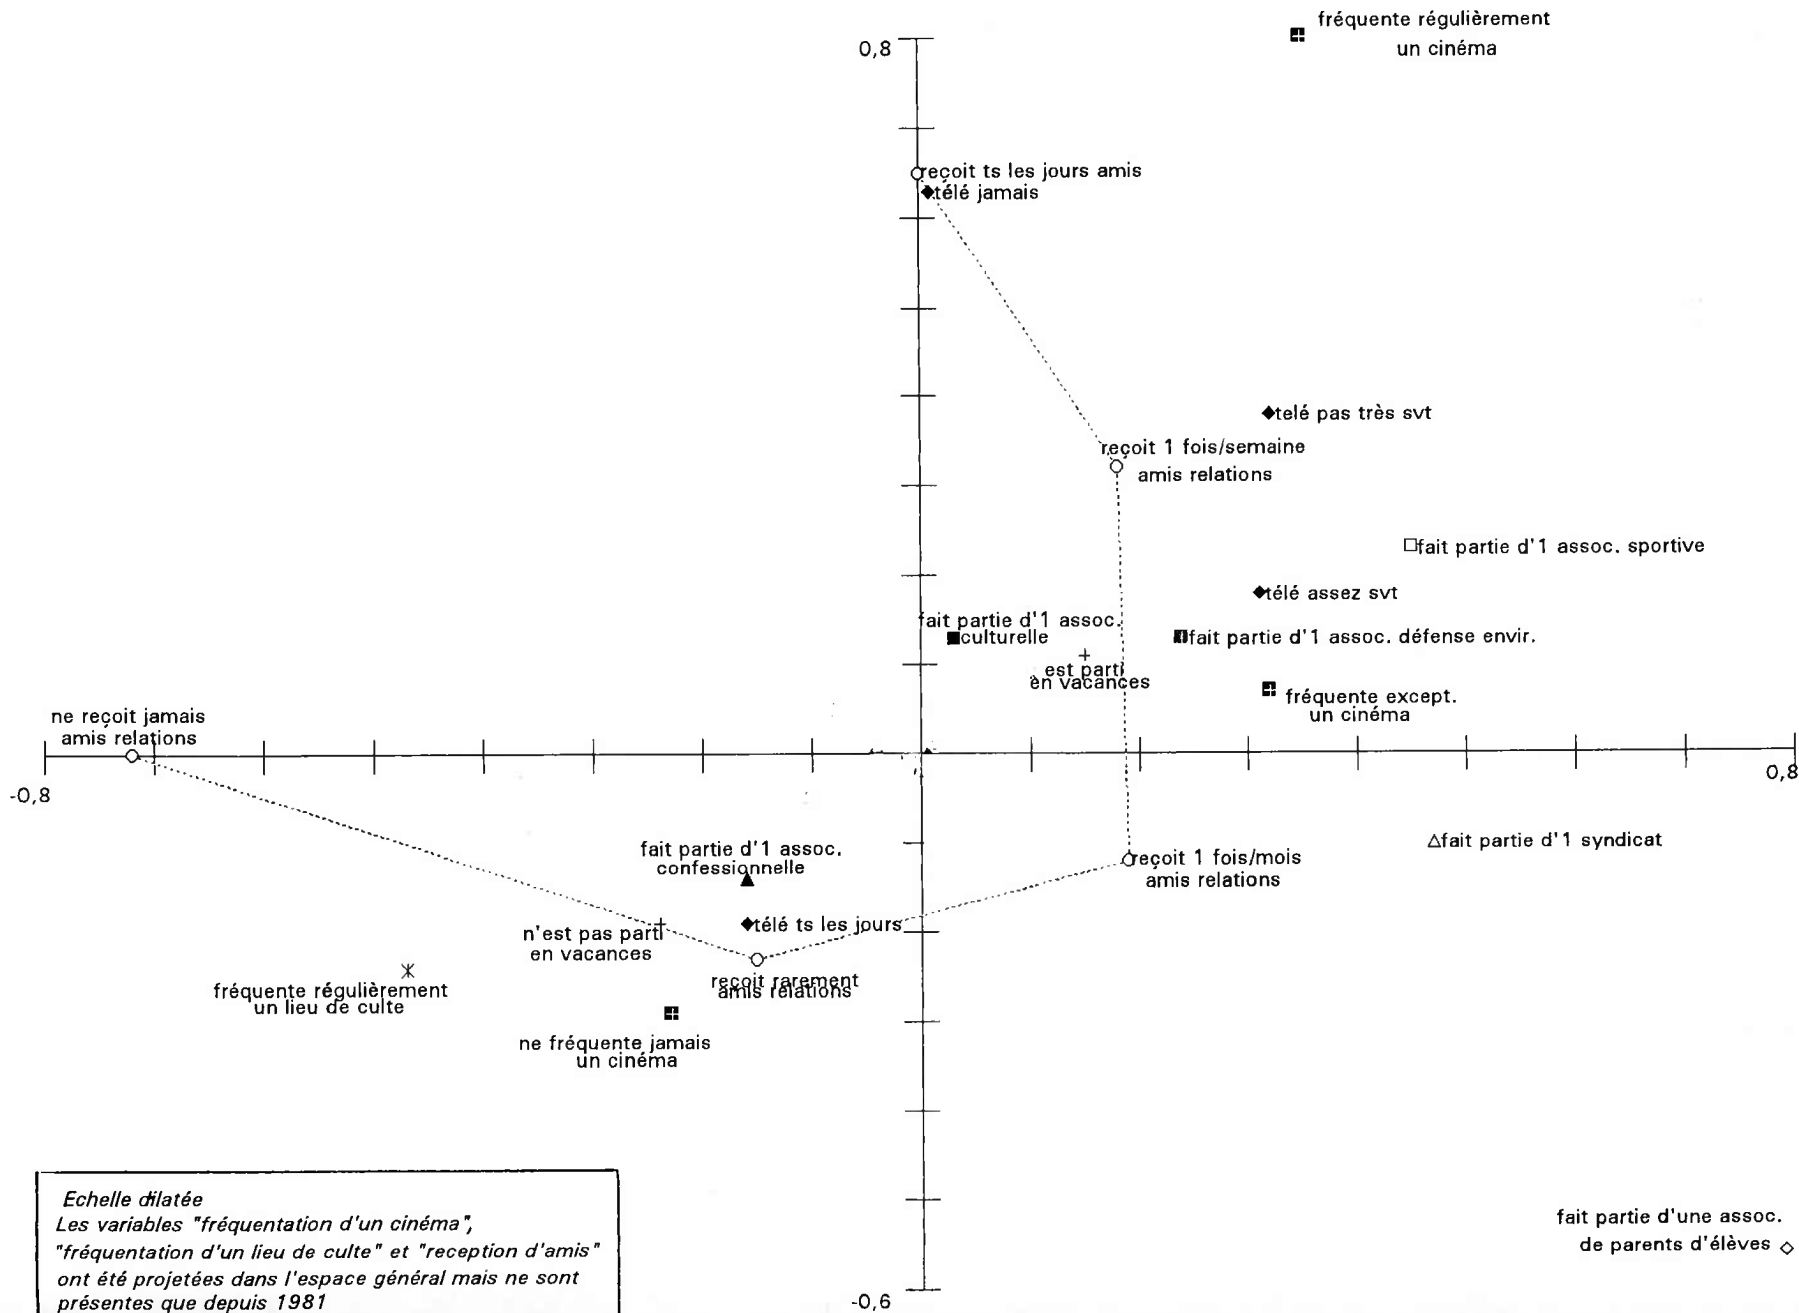 fréquente régulièrement
un cinéma
0,8
reçoit ts les jours amis
télé jamais
telé pas très svt
reçoit 1 fois/semaine
amis relations
fait partie d'1 assoc. sportive
télé assez svt
fait partie d'1 assoc.
culturelle
fait partie d'1 assoc. défense envir.
est parti
en vacances
fréquente except.
un cinéma
ne reçoit jamais
amis relations
-0,8
0,8
fait partie d'1 assoc.
confessionnelle
fait partie d'1 syndicat
reçoit 1 fois/mois
amis relations
n'est pas parti
en vacances
télé ts les jours
reçoit rarement
amis relations
fréquente régulièrement
un lieu de culte
ne fréquente jamais
un cinéma
Echelle dilatée
Les variables "fréquentation d'un cinéma",
"fréquentation d'un lieu de culte" et "reception d'amis"
ont été projetées dans l'espace général mais ne sont
présentes que depuis 1981
fait partie d'une assoc.
de parents d'élèves
-0,6